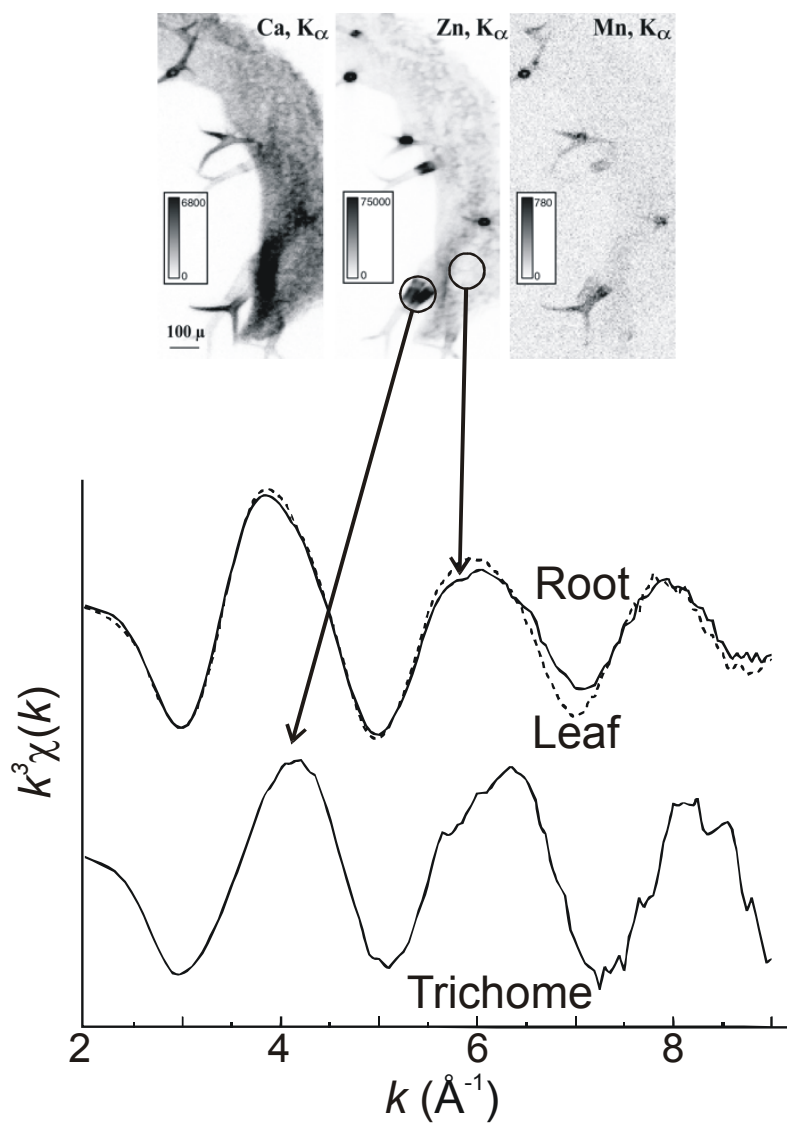 Ca, Kα
Zn, Kα
Mn, Kα
6800
0
75000
0
780
0
100 μ
Root
Leaf
Trichome
k³χ(k)
2
4
6
8
k (Å⁻¹)